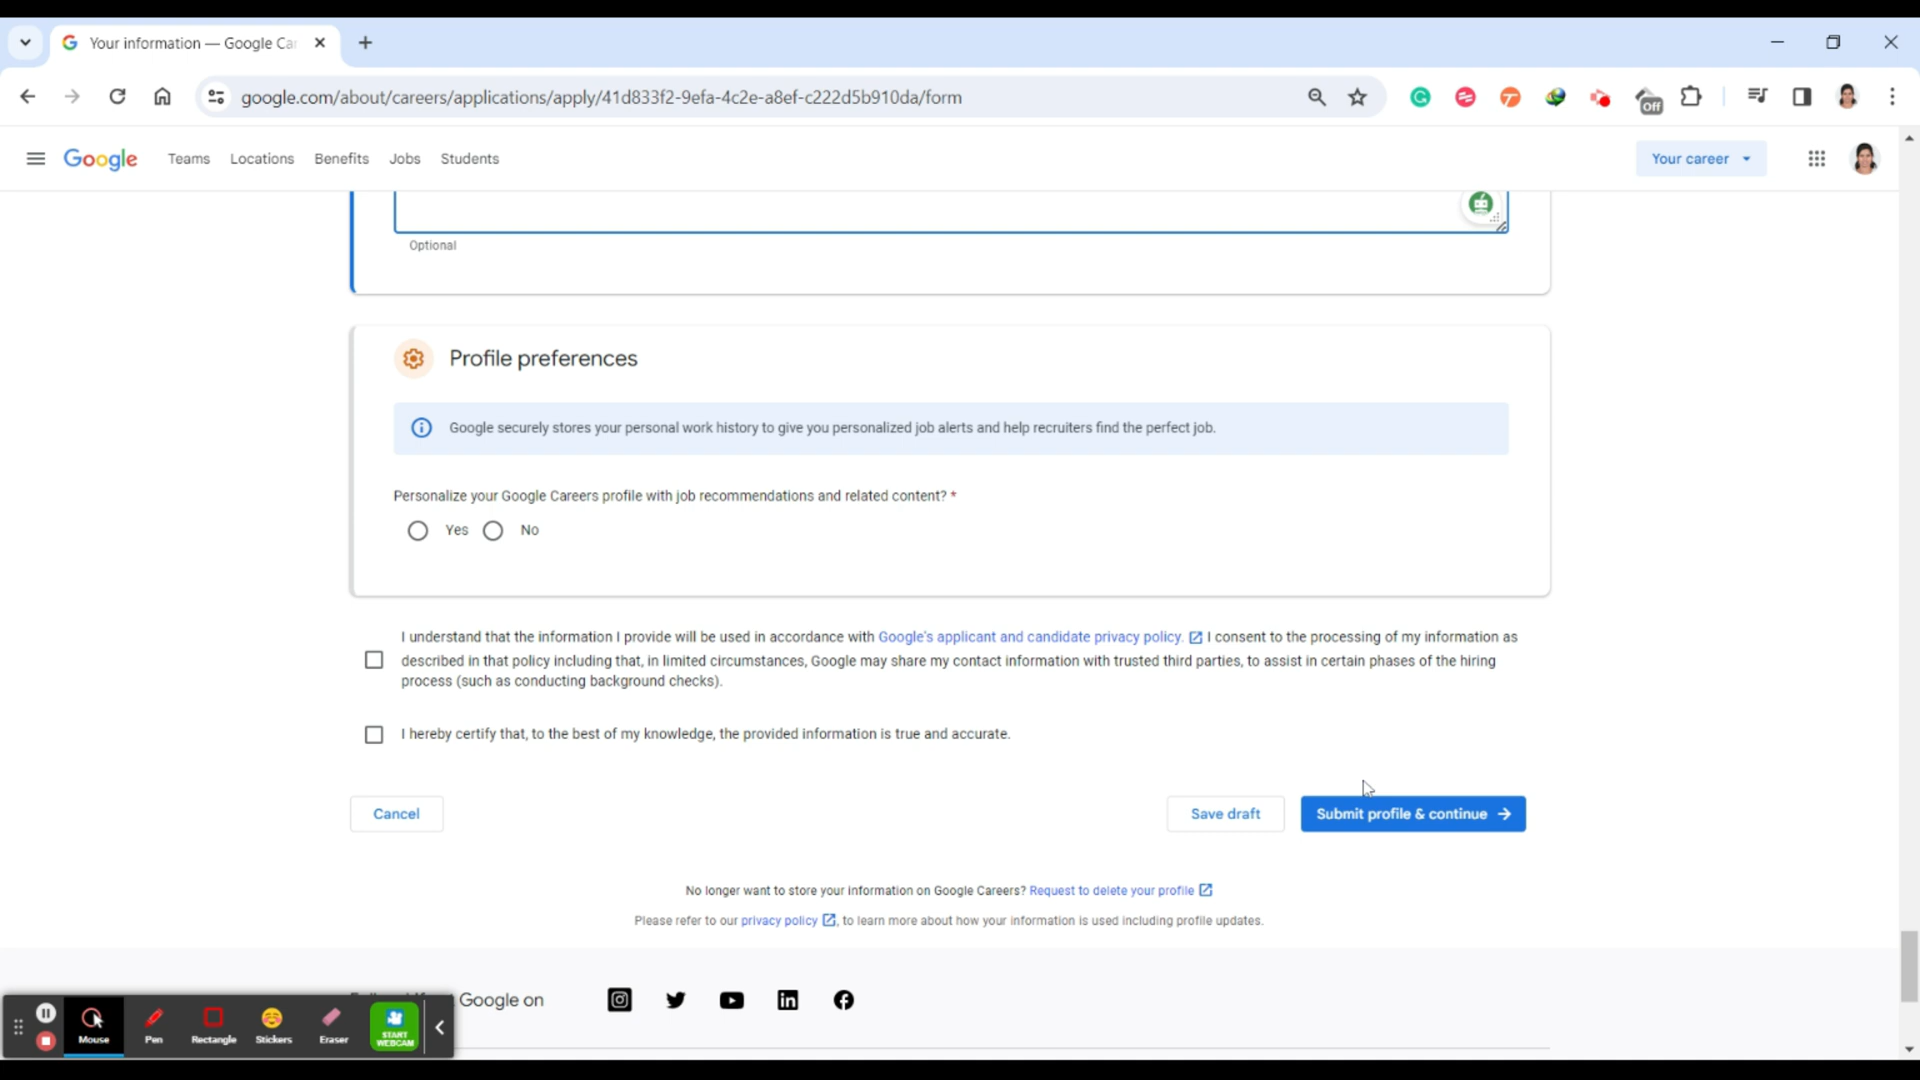 Your information — Google Car
google.com/about/careers/applications/apply/41d833f2-9efa-4c2e-a8ef-c222d5b910da/form
Off
Google
Teams
Locations
Benefits
Jobs
Students
Your career
Optional
Profile preferences
Google securely stores your personal work history to give you personalized job alerts and help recruiters find the perfect job.
Personalize your Google Careers profile with job recommendations and related content? *
Yes
No
I understand that the information I provide will be used in accordance with Google's applicant and candidate privacy policy. I consent to the processing of my information as
described in that policy including that, in limited circumstances, Google may share my contact information with trusted third parties, to assist in certain phases of the hiring
process (such as conducting background checks).
I hereby certify that, to the best of my knowledge, the provided information is true and accurate.
Cancel
Save draft
Submit profile & continue
No longer want to store your information on Google Careers? Request to delete your profile
Please refer to our privacy policy, to learn more about how your information is used including profile updates.
Google on
Mouse
Pen
Rectangle
Stickers
Eraser
START
WEBCAM